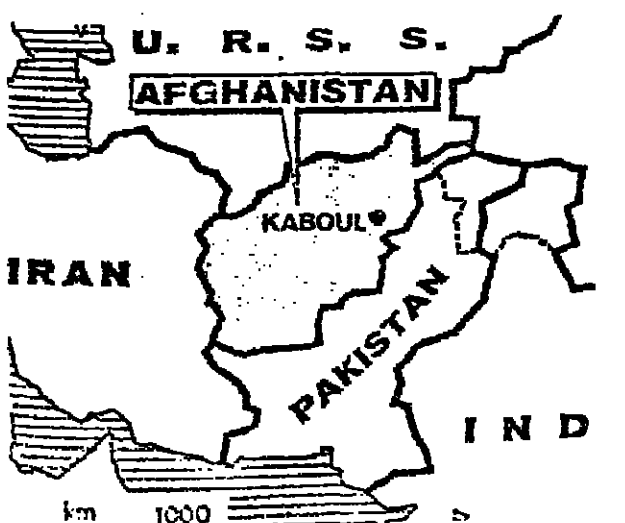 U. R. S. S.
AFGHANISTAN
KABOUL
IRAN
PAKISTAN
IND
km 1000